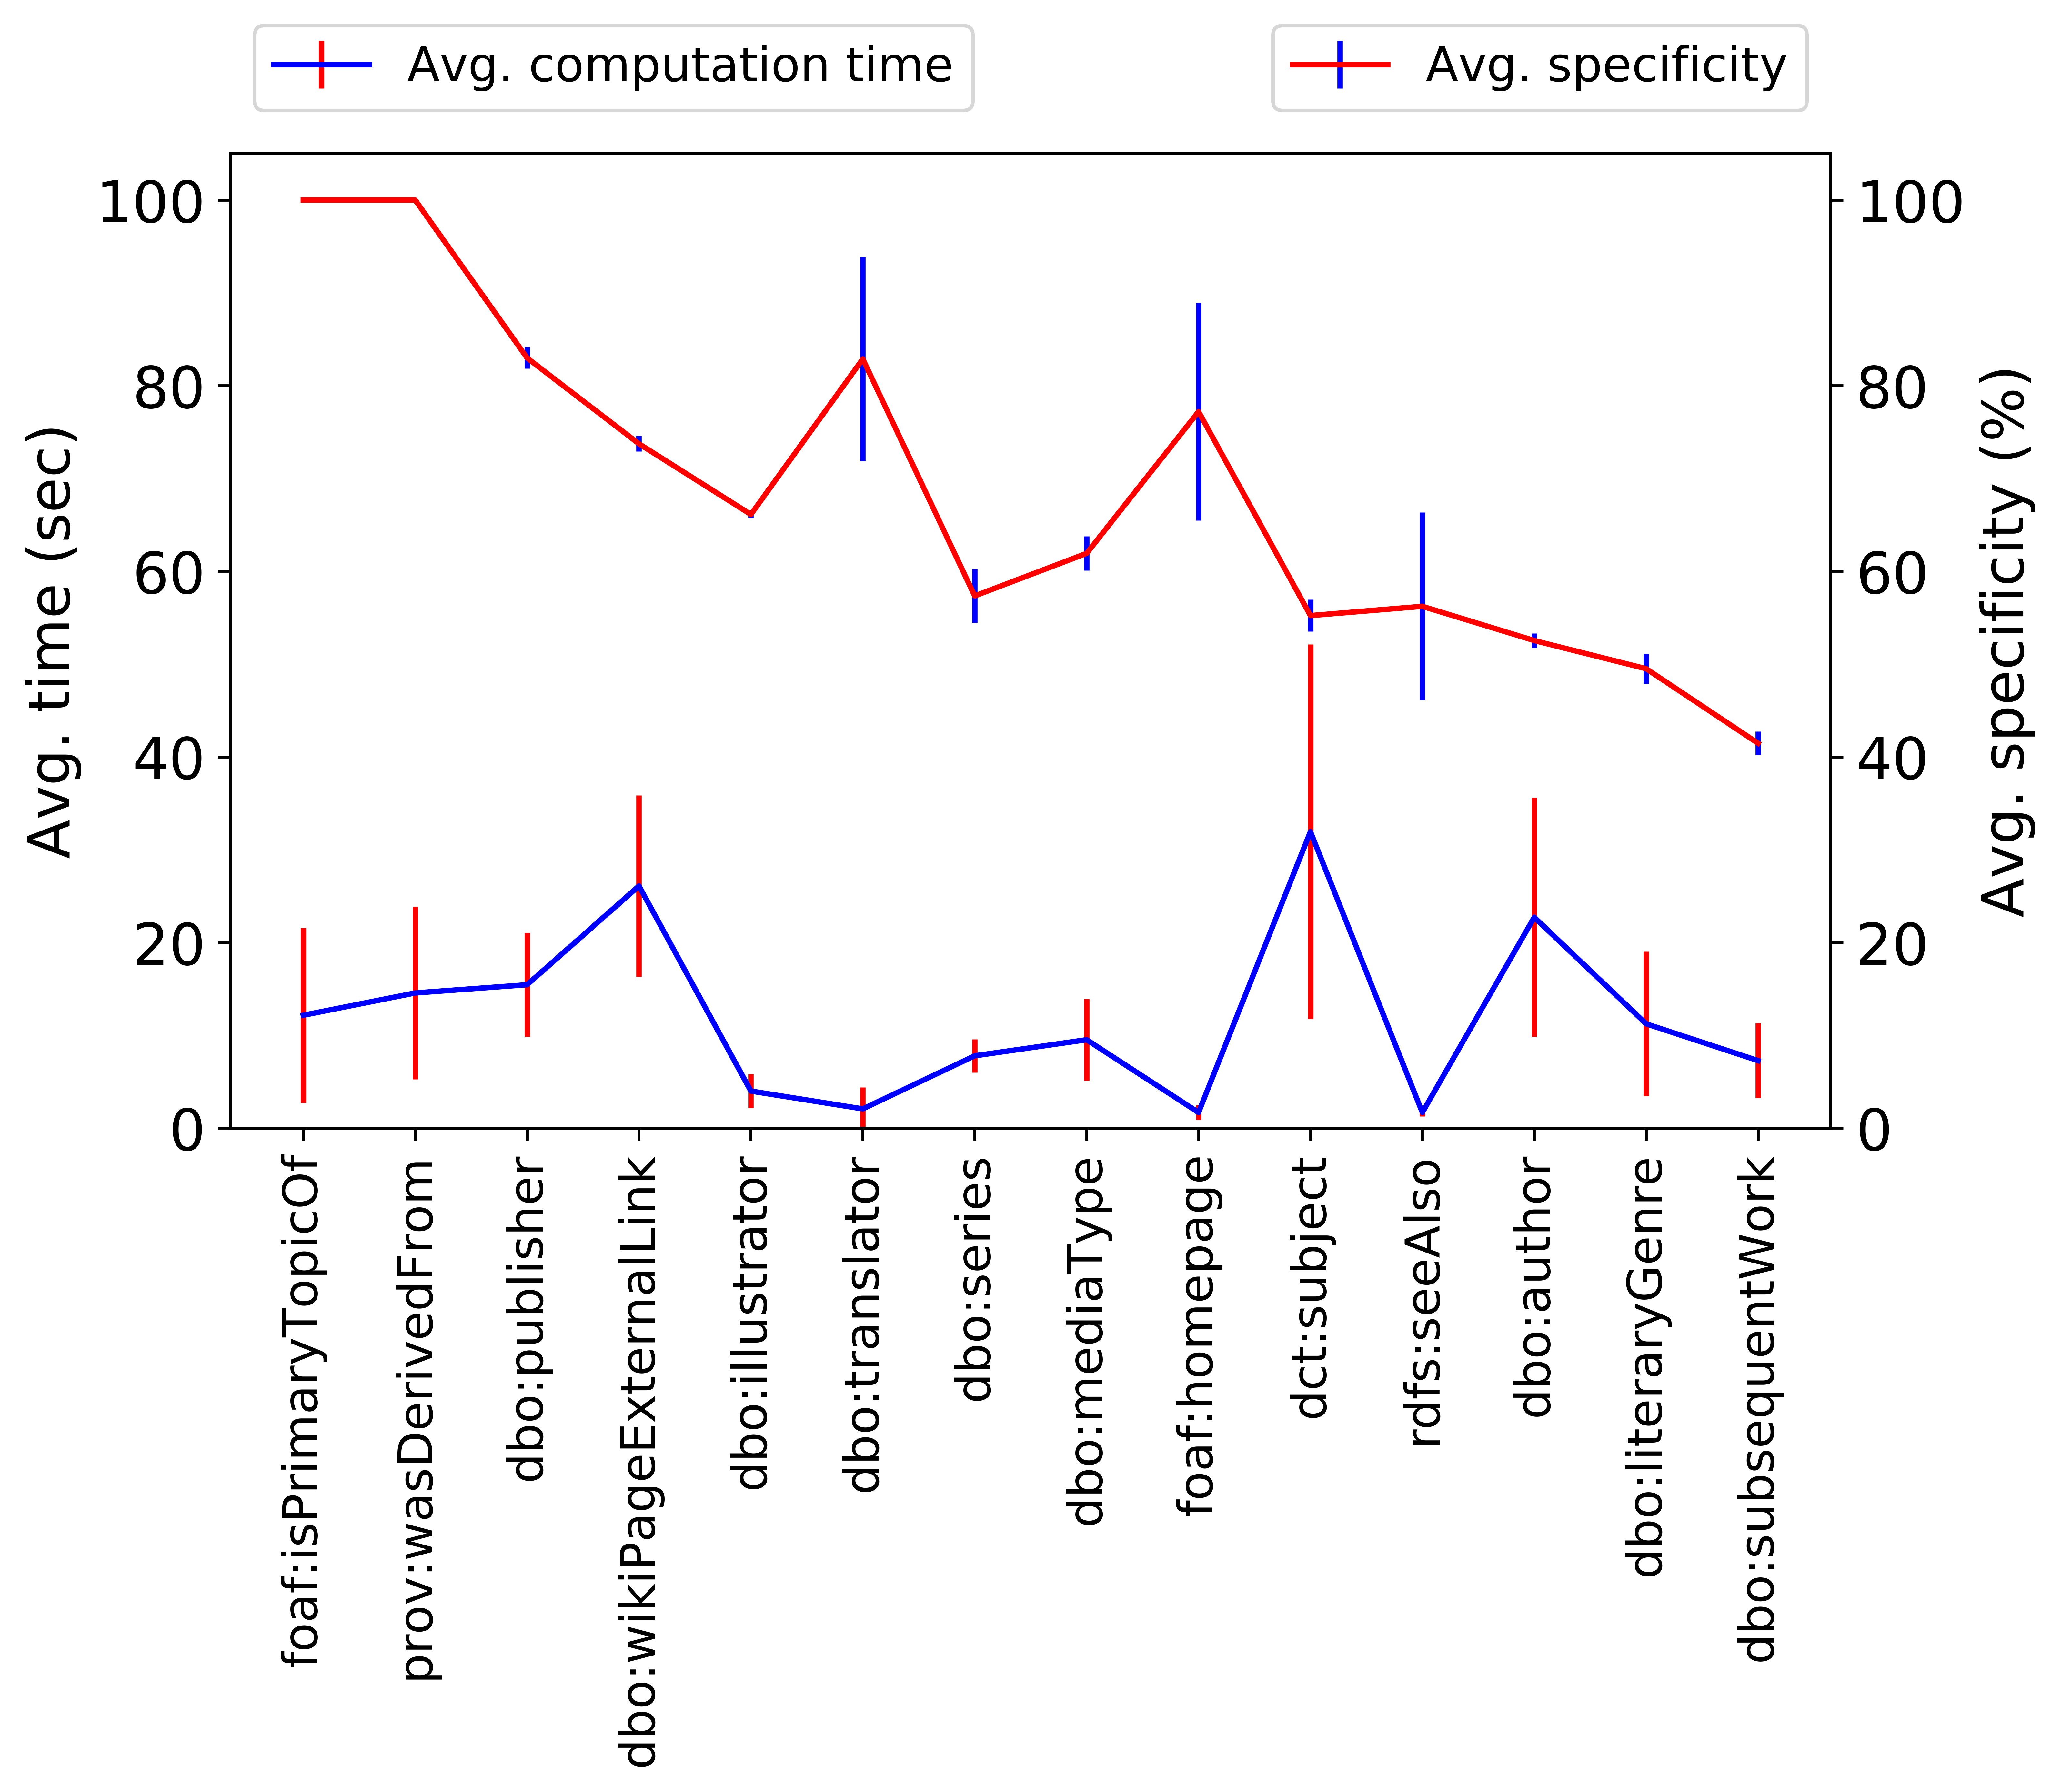 Avg. computation time
Avg. specificity
Avg. time (sec)
100
80
60
40
20
0
100
80
60
40
20
0
Avg. specificity (%)
foaf:isPrimaryTopicOf
prov:wasDerivedFrom
dbo:publisher
dbo:wikiPageExternalLink
dbo:illustrator
dbo:translator
dbo:series
dbo:mediaType
foaf:homepage
dct:subject
rdfs:seeAlso
dbo:author
dbo:literaryGenre
dbo:subsequentWork